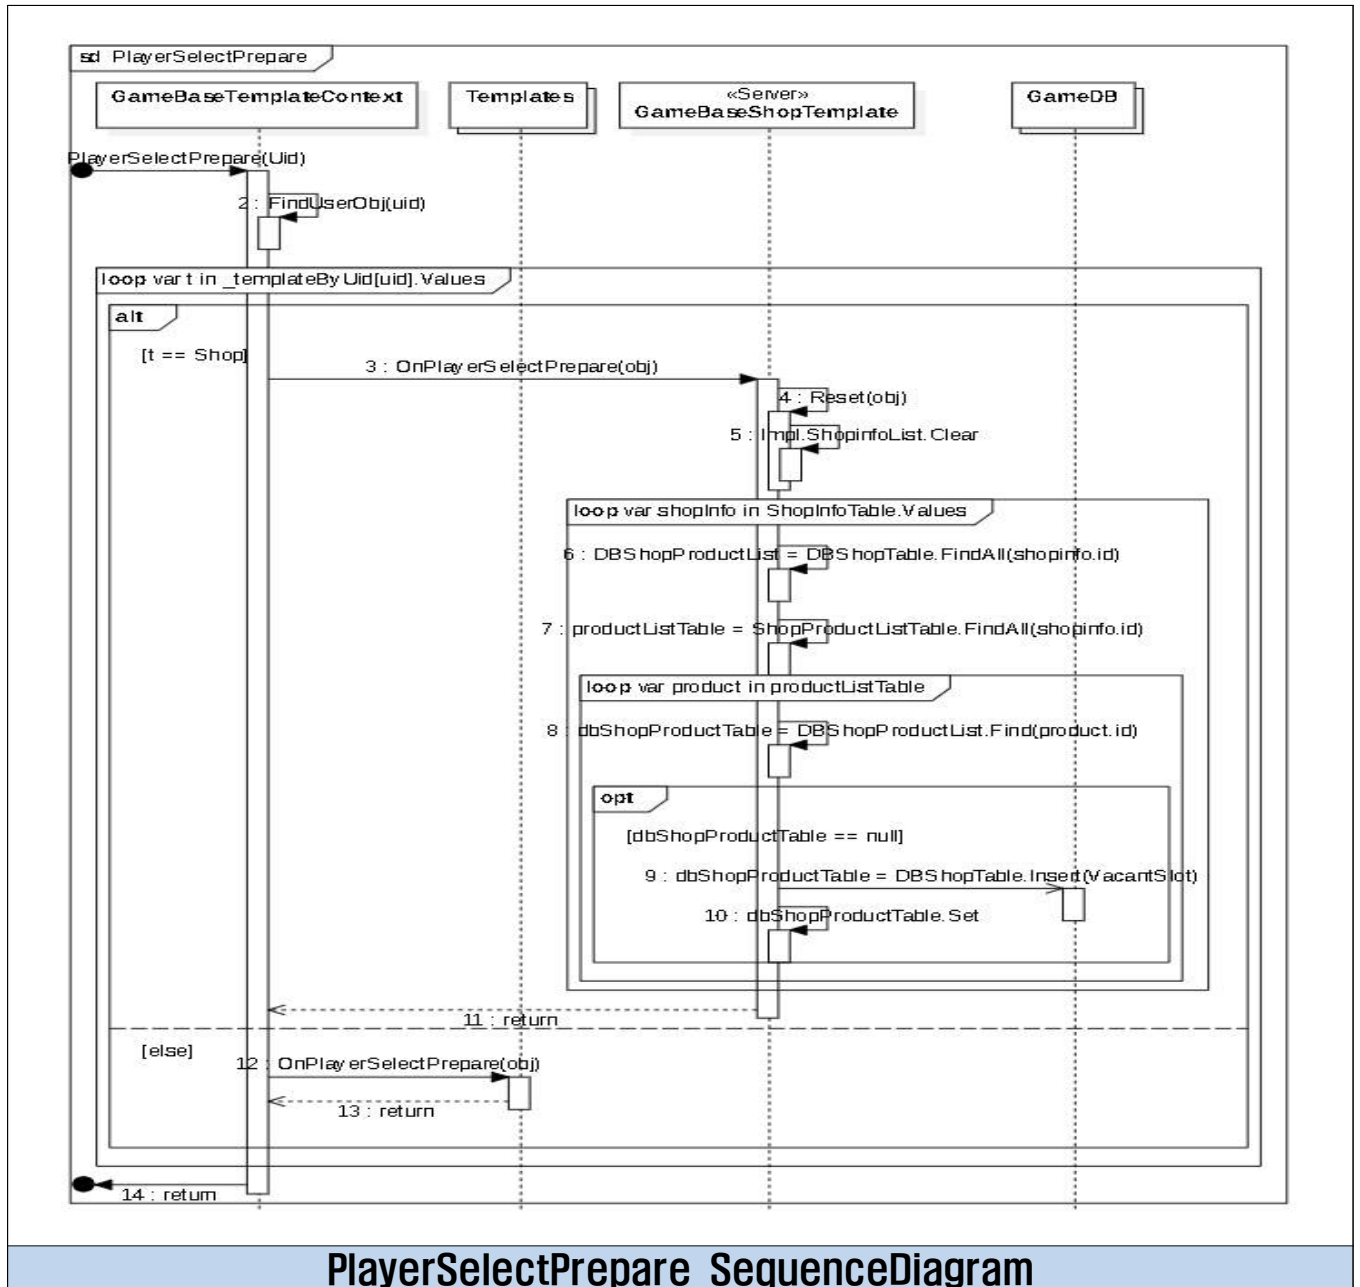 sd PlayerSelectPrepare
GameBaseTemplateContext
Templates
«Server»
GameBaseShopTemplate
GameDB
PlayerSelectPrepare(Uid)
2 : FindUserObj(uid)
loop var t in _templateByUid[uid].Values
alt
[t == Shop]
3 : OnPlayerSelectPrepare(obj)
4 : Reset(obj)
5 : Impl.ShopinfoList.Clear
loop var shopInfo in ShopInfoTable.Values
6 : DBShopProductList = DBShopTable.FindAll(shopinfo.id)
7 : productListTable = ShopProductListTable.FindAll(shopinfo.id)
loop var product in productListTable
8 : dbShopProductTable = DBShopProductList.Find(product.id)
opt
[dbShopProductTable == null]
9 : dbShopProductTable = DBShopTable.Insert(VacantSlot)
10 : dbShopProductTable.Set
11 : return
[else]
12 : OnPlayerSelectPrepare(obj)
13 : return
14 : return
PlayerSelectPrepare SequenceDiagram